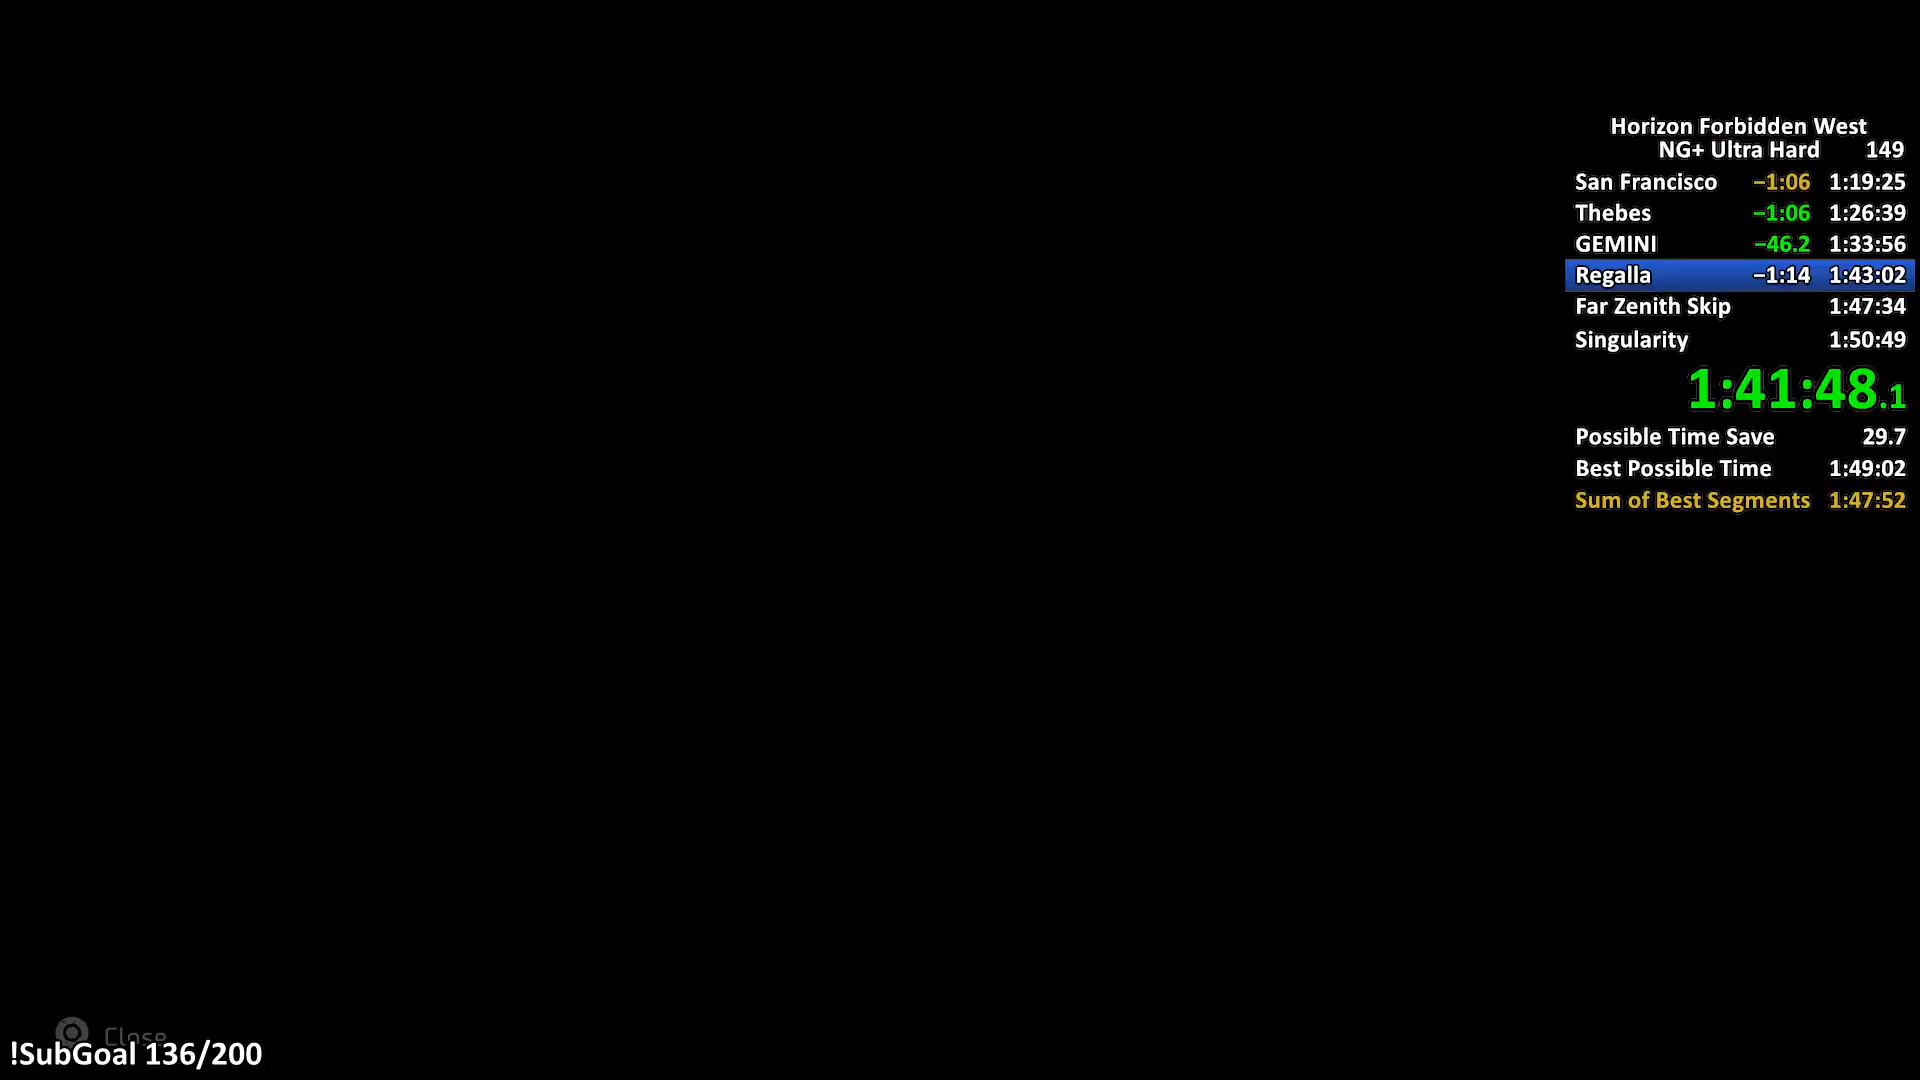 Horizon Forbidden West
NG+ Ultra Hard 149
San Francisco −1:06 1:19:25
Thebes −1:06 1:26:39
GEMINI −46.2 1:33:56
Regalla −1:14 1:43:02
Far Zenith Skip 1:47:34
Singularity 1:50:49
1:41:48.1
Possible Time Save 29.7
Best Possible Time 1:49:02
Sum of Best Segments 1:47:52
Close
!SubGoal 136/200